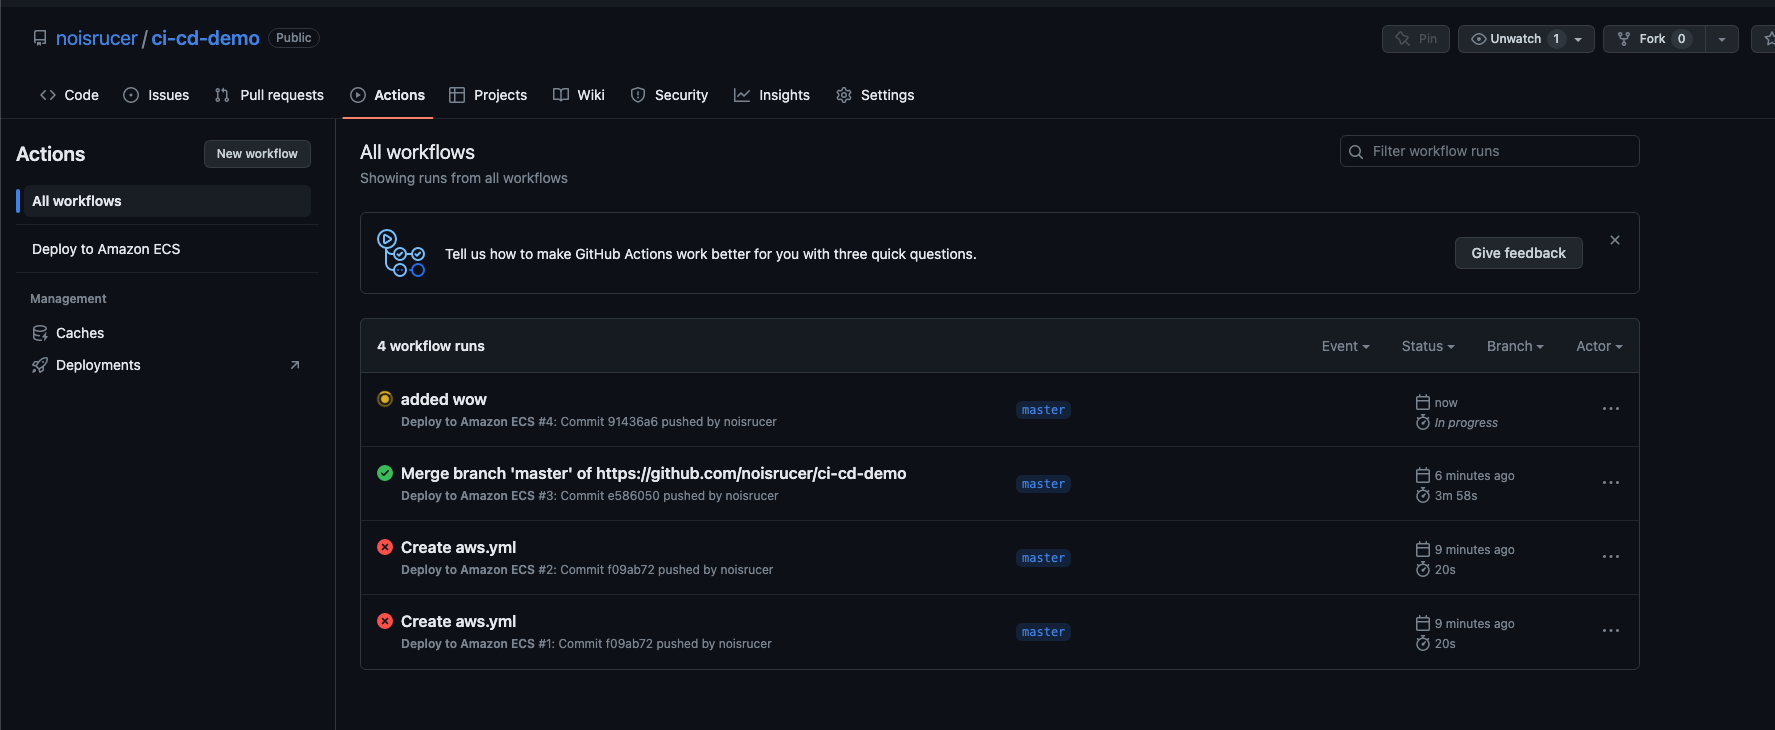 noisrucer / ci-cd-demo Public
Pin
Unwatch 1
Fork 0
Code
Issues
Pull requests
Actions
Projects
Wiki
Security
Insights
Settings
Actions
New workflow
All workflows
Deploy to Amazon ECS
Management
Caches
Deployments
All workflows
Showing runs from all workflows
Filter workflow runs
Tell us how to make GitHub Actions work better for you with three quick questions.
Give feedback
4 workflow runs
Event
Status
Branch
Actor
added wow
Deploy to Amazon ECS #4: Commit 91436a6 pushed by noisrucer
master
now
In progress
Merge branch 'master' of https://github.com/noisrucer/ci-cd-demo
Deploy to Amazon ECS #3: Commit e586050 pushed by noisrucer
master
6 minutes ago
3m 58s
Create aws.yml
Deploy to Amazon ECS #2: Commit f09ab72 pushed by noisrucer
master
9 minutes ago
20s
Create aws.yml
Deploy to Amazon ECS #1: Commit f09ab72 pushed by noisrucer
master
9 minutes ago
20s